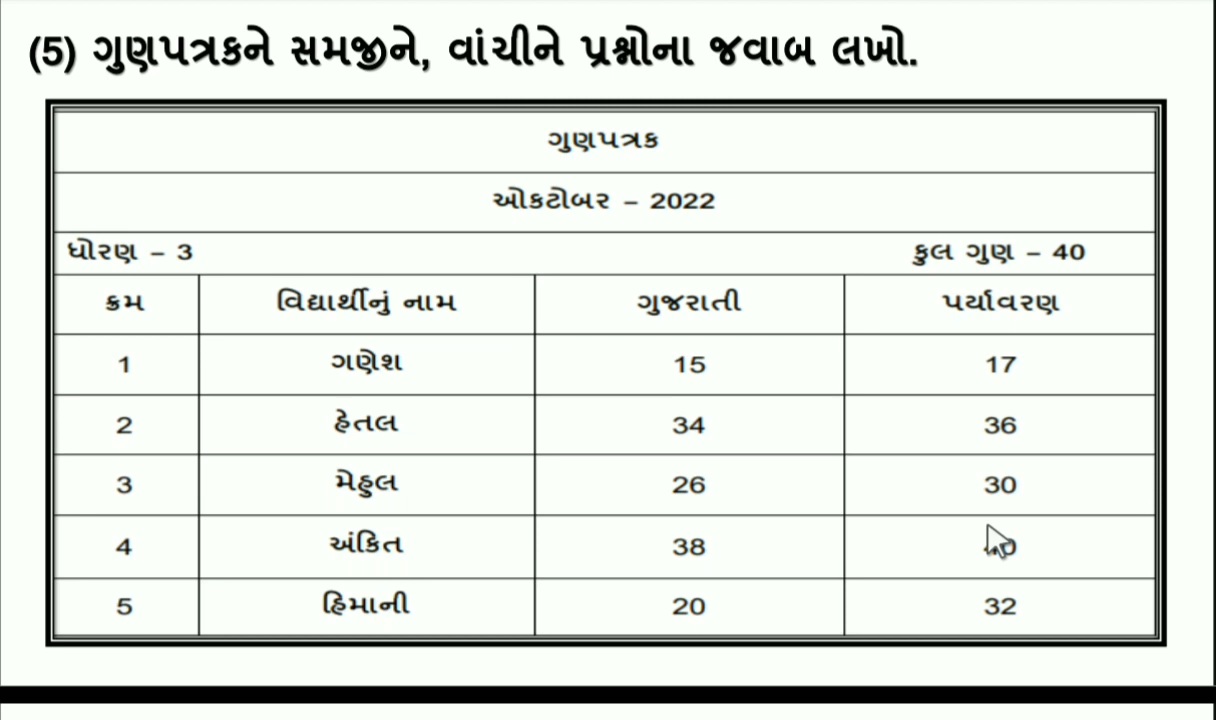 (5) ગુણપત્રકને સમજીને, વાંચીને પ્રશ્નોના જવાબ લખો.
ગુણપત્રક
ઓકટોબર – 2022
ધોરણ – 3 કુલ ગુણ – 40
ક્રમ વિદ્યાર્થીનું નામ ગુજરાતી પર્યાવરણ
1 ગણેશ 15 17
2 હેતલ 34 36
3 મેહુલ 26 30
4 અંકિત 38
5 હિમાની 20 32